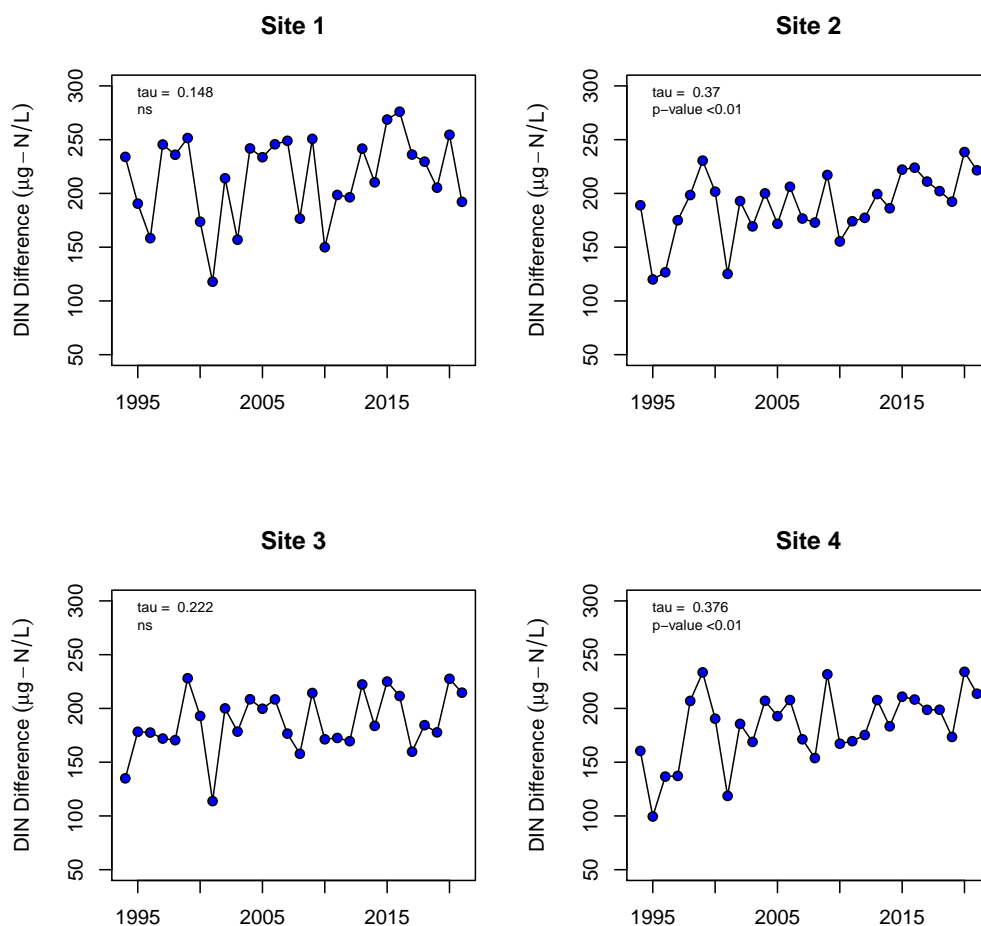 Site 1
tau = 0.148
ns
DIN Difference (μg−N/L)
300
250
200
150
100
50
1995
2005
2015
Site 2
tau = 0.37
p−value <0.01
DIN Difference (μg−N/L)
300
250
200
150
100
50
1995
2005
2015
Site 3
tau = 0.222
ns
DIN Difference (μg−N/L)
300
250
200
150
100
50
1995
2005
2015
Site 4
tau = 0.376
p−value <0.01
DIN Difference (μg−N/L)
300
250
200
150
100
50
1995
2005
2015